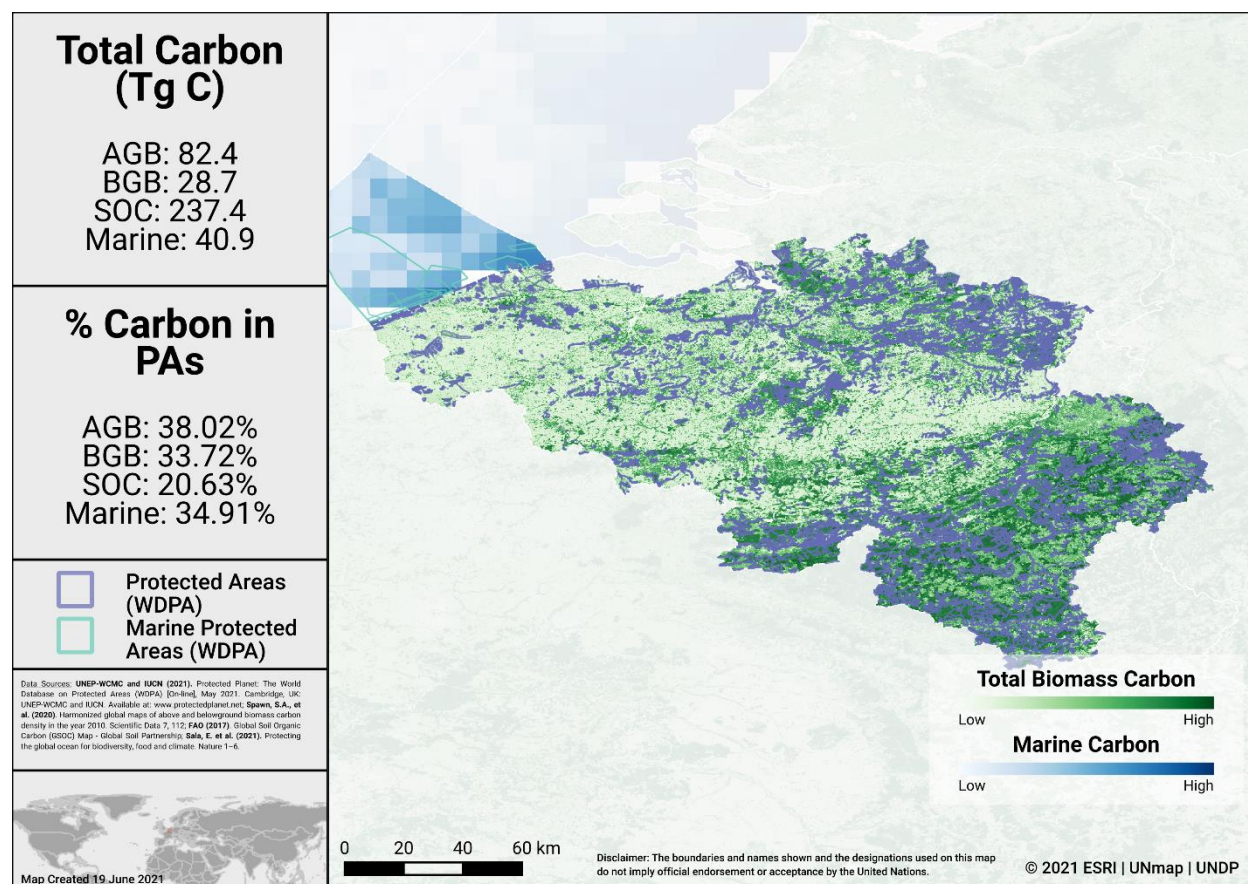 Total Carbon
(Tg C)
AGB: 82.4
BGB: 28.7
SOC: 237.4
Marine: 40.9
% Carbon in
PAs
AGB: 38.02%
BGB: 33.72%
SOC: 20.63%
Marine: 34.91%
Protected Areas
(WDPA)
Marine Protected
Areas (WDPA)
Data Sources: UNEP-WCMC and IUCN (2021). Protected Planet: The World
Database on Protected Areas (WDPA) [On-line], May 2021. Cambridge, UK:
UNEP-WCMC and IUCN. Available at: www.protectedplanet.net; Spawn, S.A., et
al. (2020). Harmonized global maps of above and belowground biomass carbon
density in the year 2010. Scientific Data 7, 112; FAO (2017). Global Soil Organic
Carbon (GSOC) Map - Global Soil Partnership; Sala, E. et al. (2021). Protecting
the global ocean for biodiversity, food and climate. Nature 1–6.
Map Created 19 June 2021
Total Biomass Carbon
Low High
Marine Carbon
Low High
0 20 40 60 km
Disclaimer: The boundaries and names shown and the designations used on this map
do not imply official endorsement or acceptance by the United Nations.
© 2021 ESRI | UNmap | UNDP